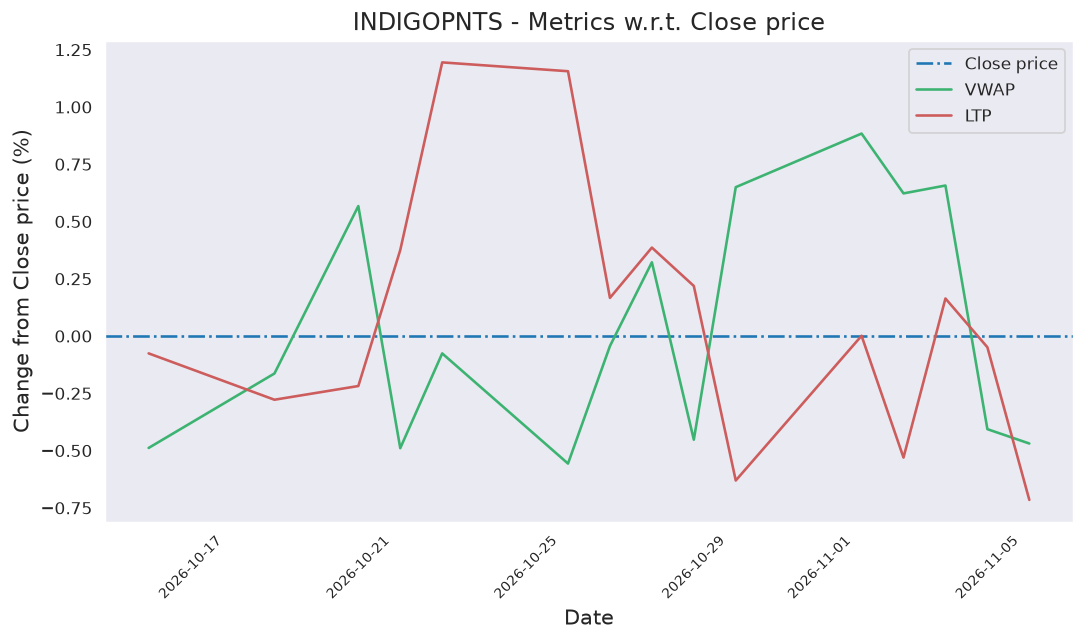 INDIGOPNTS - Metrics w.r.t. Close price
Change from Close price (%)
1.25
1.00
0.75
0.50
0.25
0.00
−0.25
−0.50
−0.75
Close price
VWAP
LTP
2026-10-17
2026-10-21
2026-10-25
2026-10-29
2026-11-01
2026-11-05
Date